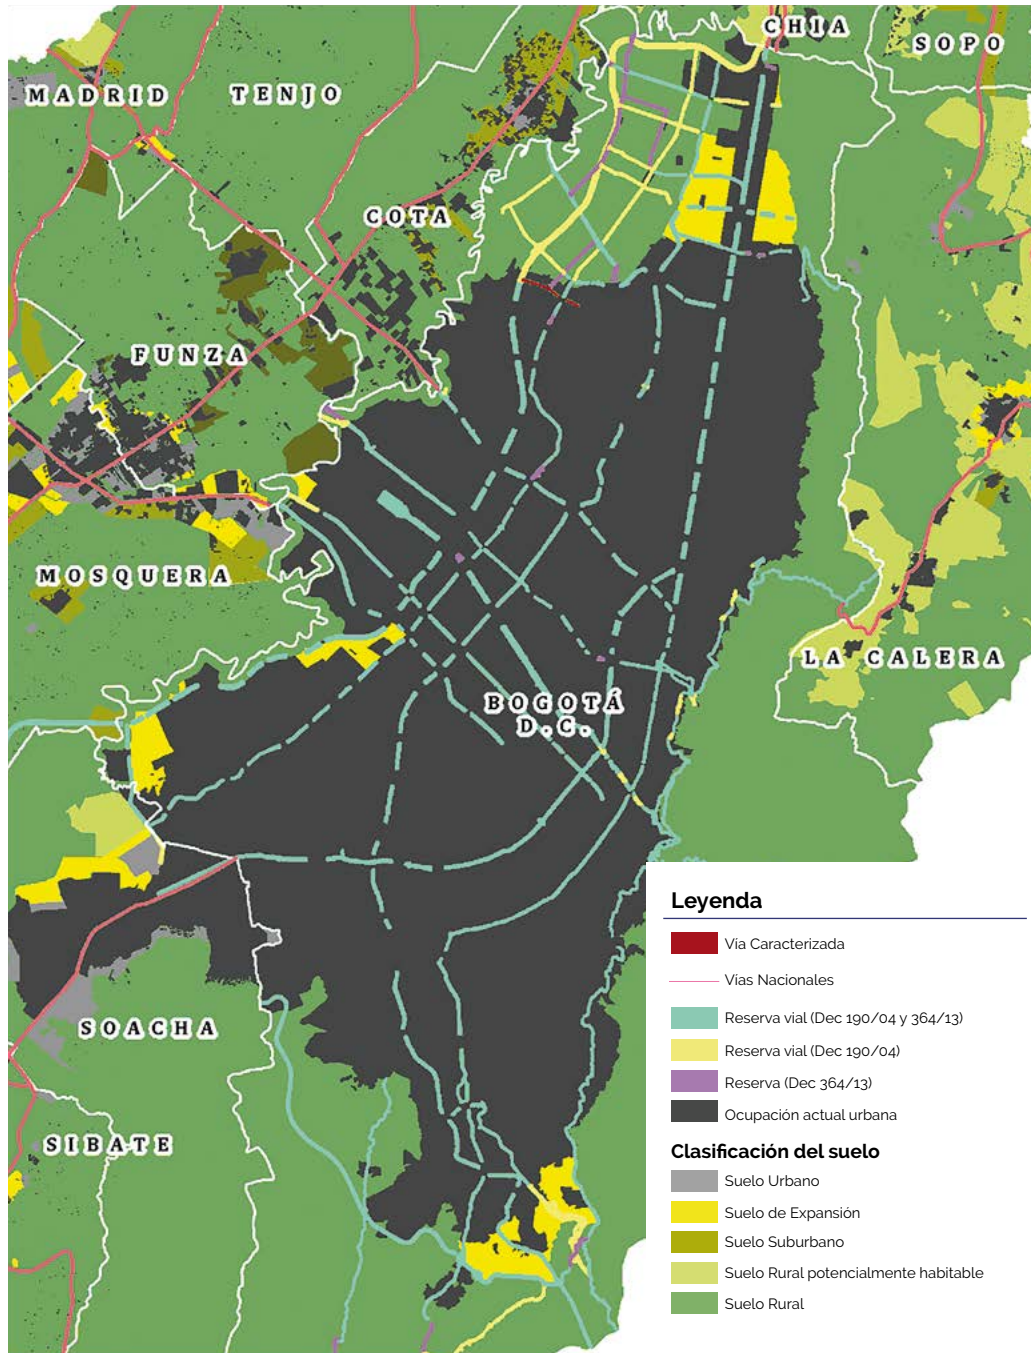 CHIA
SOPO
MADRID
TENJO
COTA
FUNZA
MOSQUERA
LA CALERA
BOGOTÁ
D.C.
SOACHA
SIBATE
Leyenda
Vía Caracterizada
Vías Nacionales
Reserva vial (Dec 190/04 y 364/13)
Reserva vial (Dec 190/04)
Reserva (Dec 364/13)
Ocupación actual urbana
Clasificación del suelo
Suelo Urbano
Suelo de Expansión
Suelo Suburbano
Suelo Rural potencialmente habitable
Suelo Rural